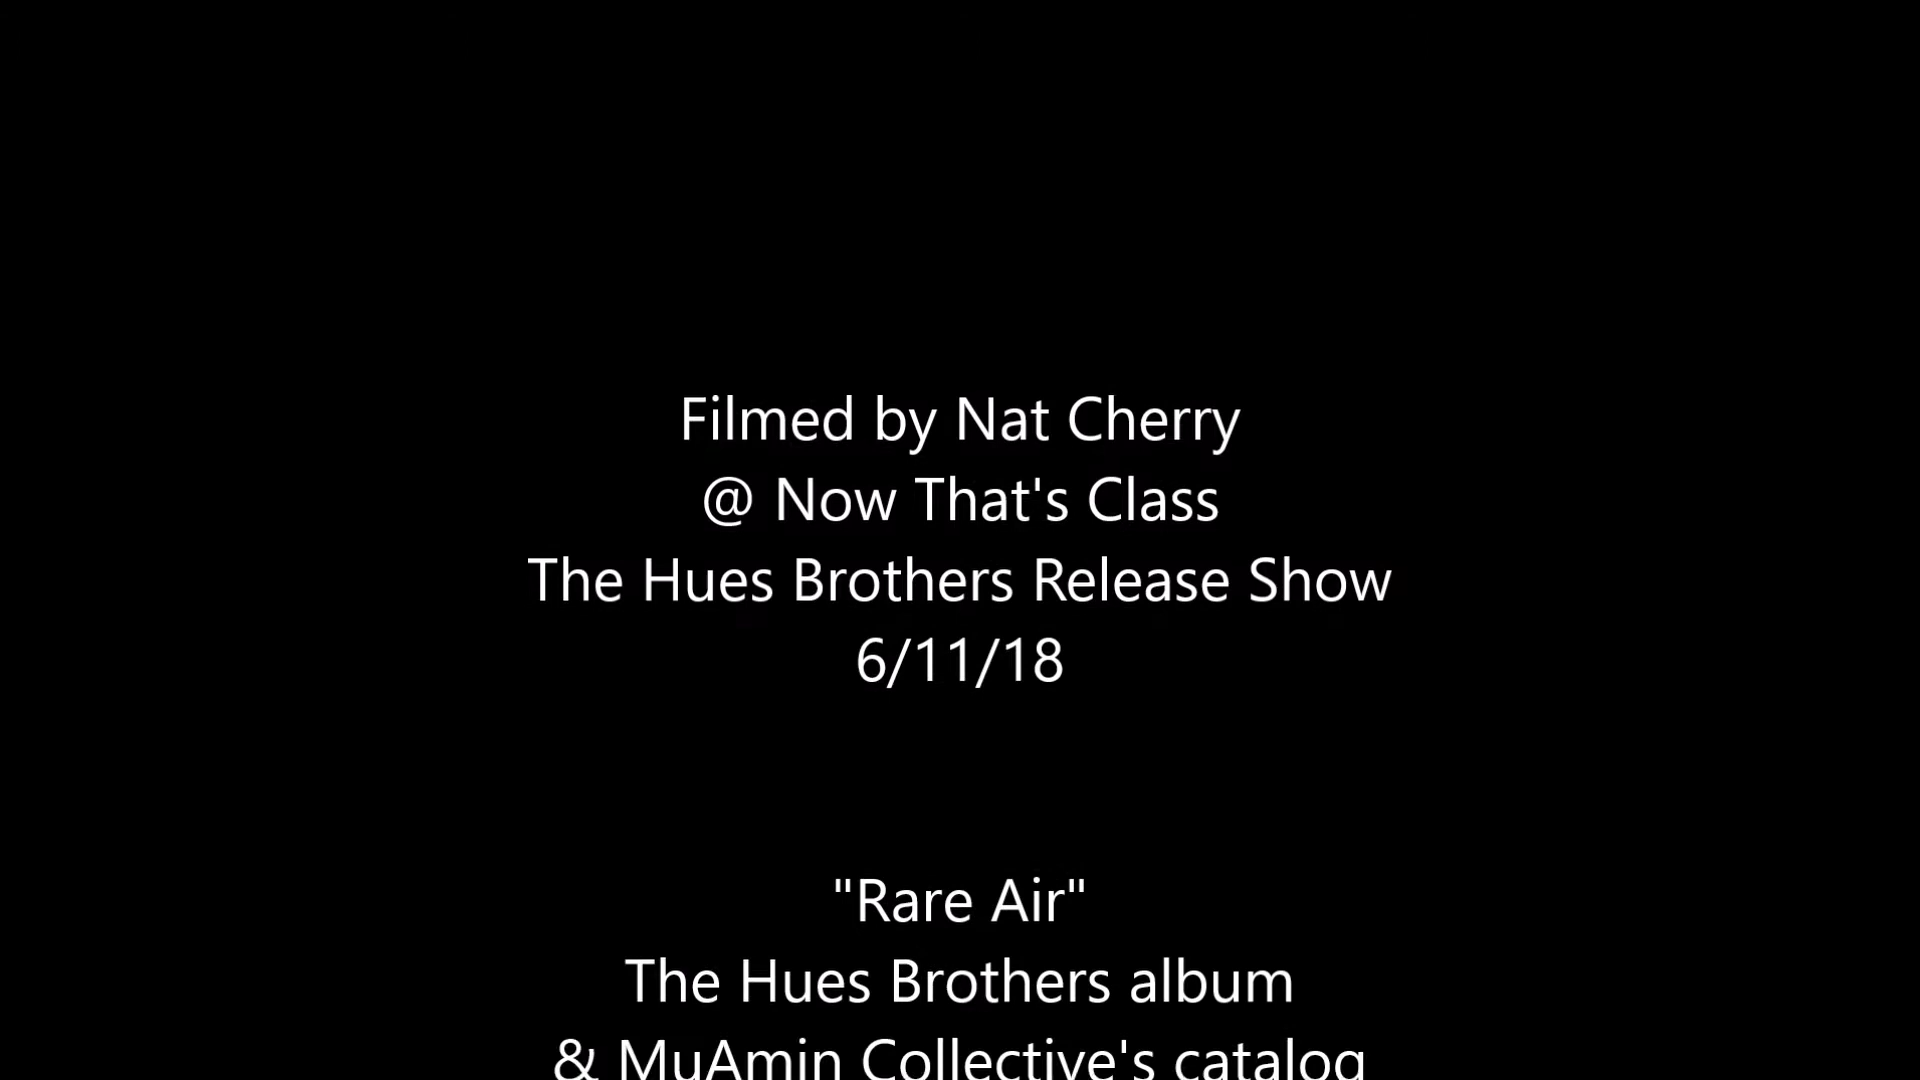 Filmed by Nat Cherry
@ Now That's Class
The Hues Brothers Release Show
6/11/18
"Rare Air"
The Hues Brothers album
& MuAmin Collective's catalog